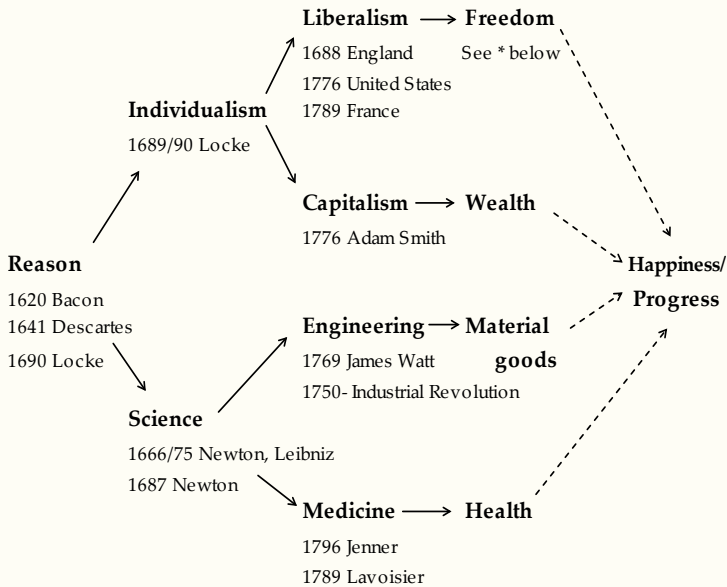 Liberalism
Freedom
1688 England
See * below
1776 United States
1789 France
Individualism
1689/90 Locke
Capitalism
Wealth
1776 Adam Smith
Reason
1620 Bacon
1641 Descartes
1690 Locke
Happiness/
Progress
Engineering
Material
goods
1769 James Watt
1750- Industrial Revolution
Science
1666/75 Newton, Leibniz
1687 Newton
Medicine
Health
1796 Jenner
1789 Lavoisier